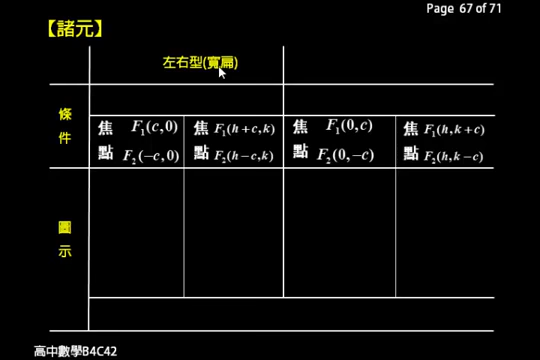 Page 67 of 71
【諸元】
左右型(寬扁)
條件
焦點 F₁(c,0) F₂(−c,0)
焦點 F₁(h+c,k) F₂(h−c,k)
焦點 F₁(0,c) F₂(0,−c)
焦點 F₁(h,k+c) F₂(h,k−c)
圖示
高中數學B4C42